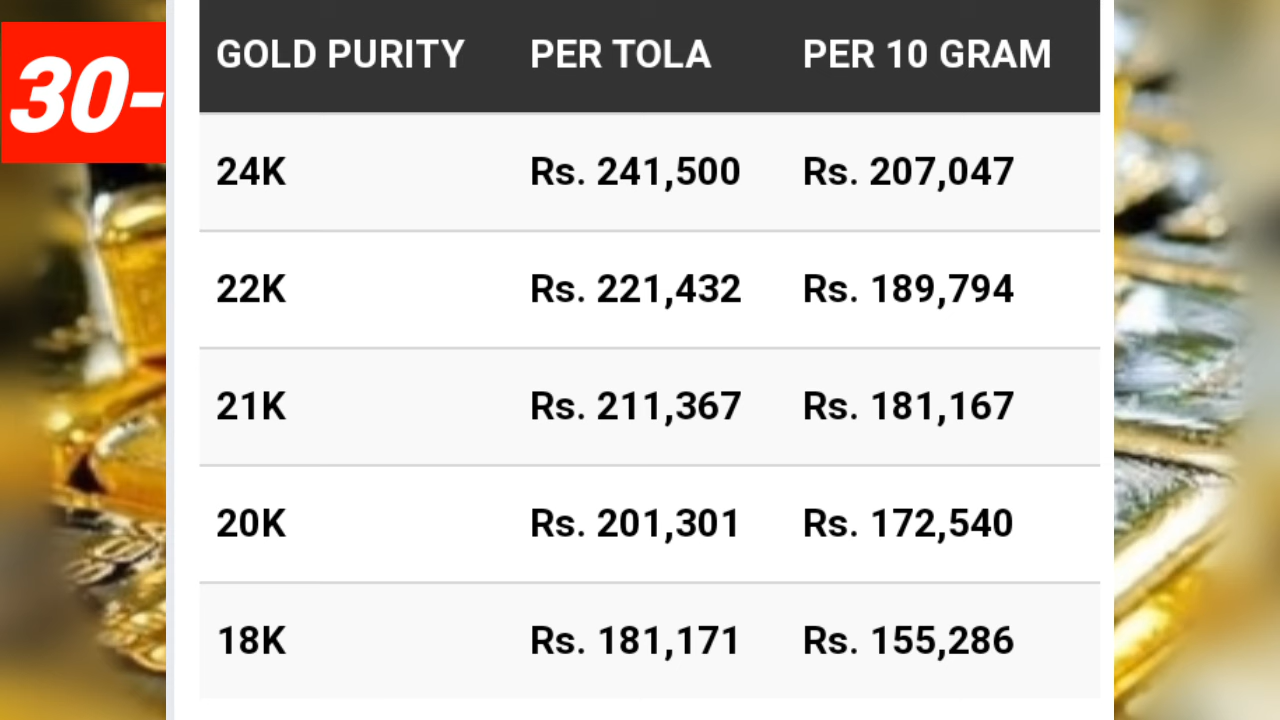 30-
GOLD PURITY PER TOLA PER 10 GRAM
24K Rs. 241,500 Rs. 207,047
22K Rs. 221,432 Rs. 189,794
21K Rs. 211,367 Rs. 181,167
20K Rs. 201,301 Rs. 172,540
18K Rs. 181,171 Rs. 155,286